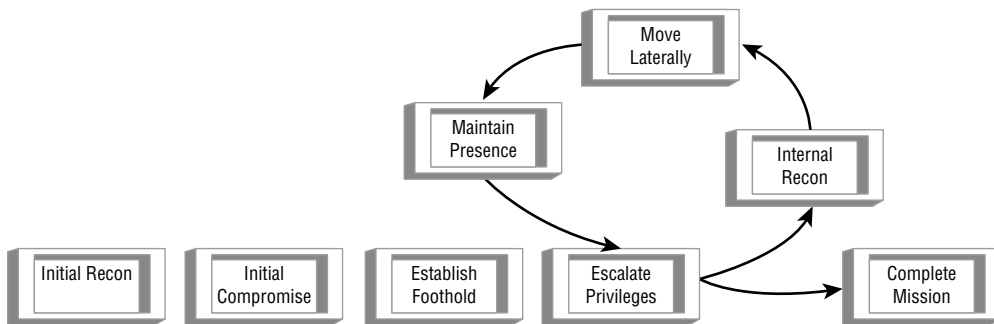 Move
Laterally
Maintain
Presence
Internal
Recon
Initial Recon
Initial
Compromise
Establish
Foothold
Escalate
Privileges
Complete
Mission